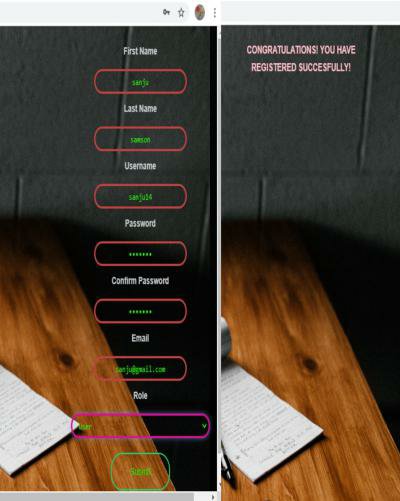 First Name
sanju
Last Name
samson
Username
sanju14
Password
*******
Confirm Password
*******
Email
sanju@gmail.com
Role
User
Submit
CONGRATULATIONS! YOU HAVE
REGISTERED SUCCESFULLY!